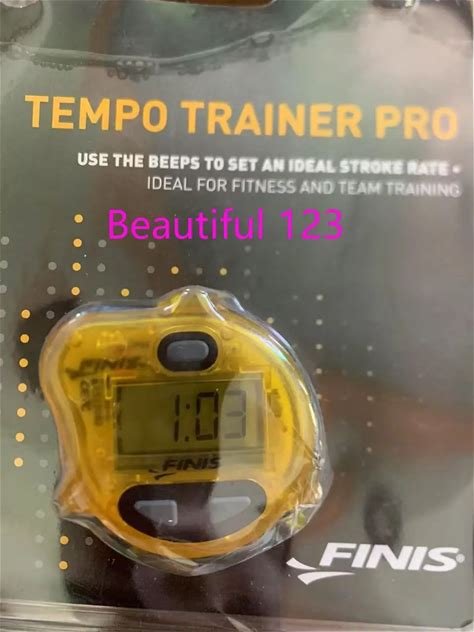 TEMPO TRAINER PRO
USE THE BEEPS TO SET AN IDEAL STROKE RATE •
IDEAL FOR FITNESS AND TEAM TRAINING
Beautiful 123
FINIS
1:03
FINIS
FINIS